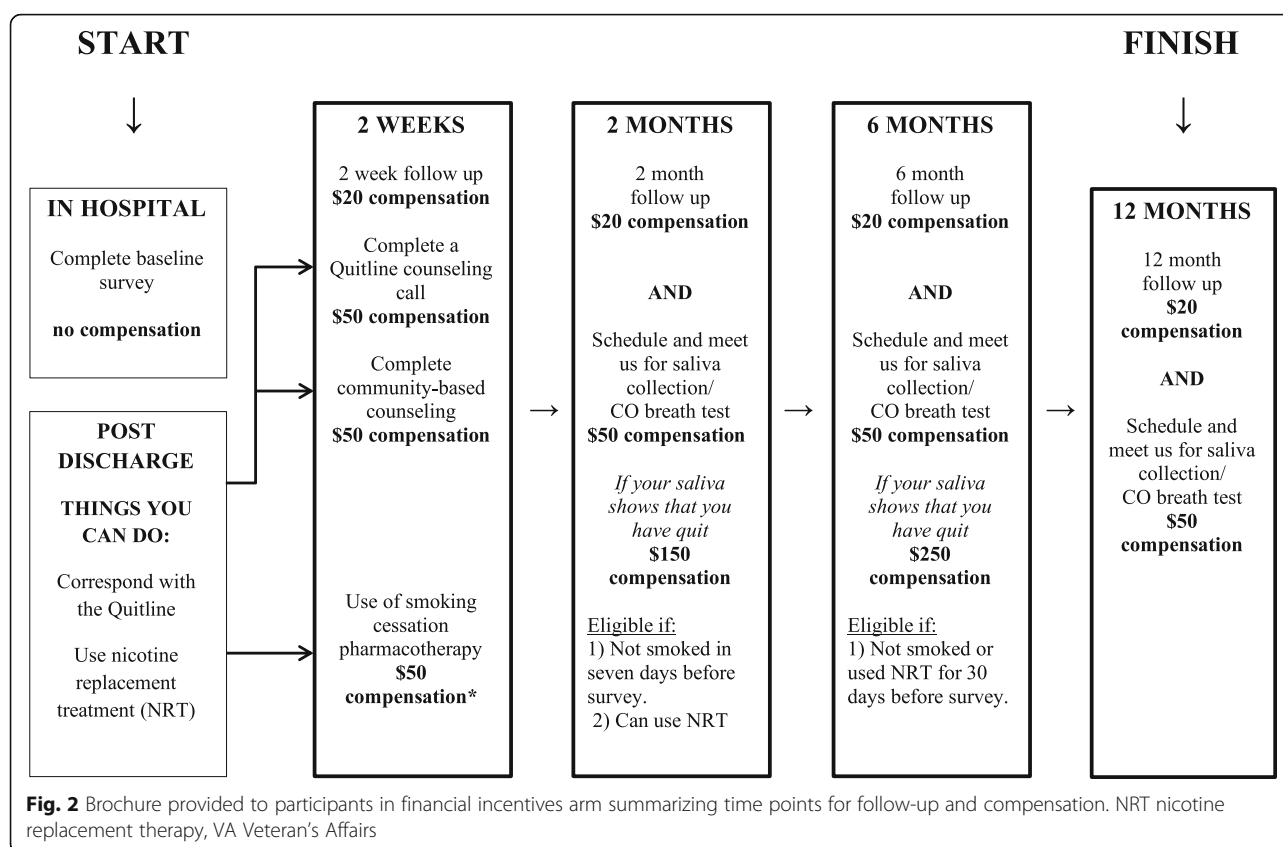 START
↓
IN HOSPITAL
Complete baseline
survey
no compensation
POST
DISCHARGE
THINGS YOU
CAN DO:
Correspond with
the Quitline
Use nicotine
replacement
treatment (NRT)
2 WEEKS
2 week follow up
$20 compensation
Complete a
Quitline counseling
call
$50 compensation
Complete
community-based
counseling
$50 compensation
Use of smoking
cessation
pharmacotherapy
$50
compensation*
→
2 MONTHS
2 month
follow up
$20 compensation
AND
Schedule and meet
us for saliva
collection/
CO breath test
$50 compensation
If your saliva
shows that you
have quit
$150
compensation
Eligible if:
1) Not smoked in
seven days before
survey.
2) Can use NRT
→
6 MONTHS
6 month
follow up
$20 compensation
AND
Schedule and meet
us for saliva
collection/
CO breath test
$50 compensation
If your saliva
shows that you
have quit
$250
compensation
Eligible if:
1) Not smoked or
used NRT for 30
days before survey.
→
FINISH
↓
12 MONTHS
12 month
follow up
$20
compensation
AND
Schedule and
meet us for saliva
collection/
CO breath test
$50
compensation
Fig. 2 Brochure provided to participants in financial incentives arm summarizing time points for follow-up and compensation. NRT nicotine
replacement therapy, VA Veteran's Affairs